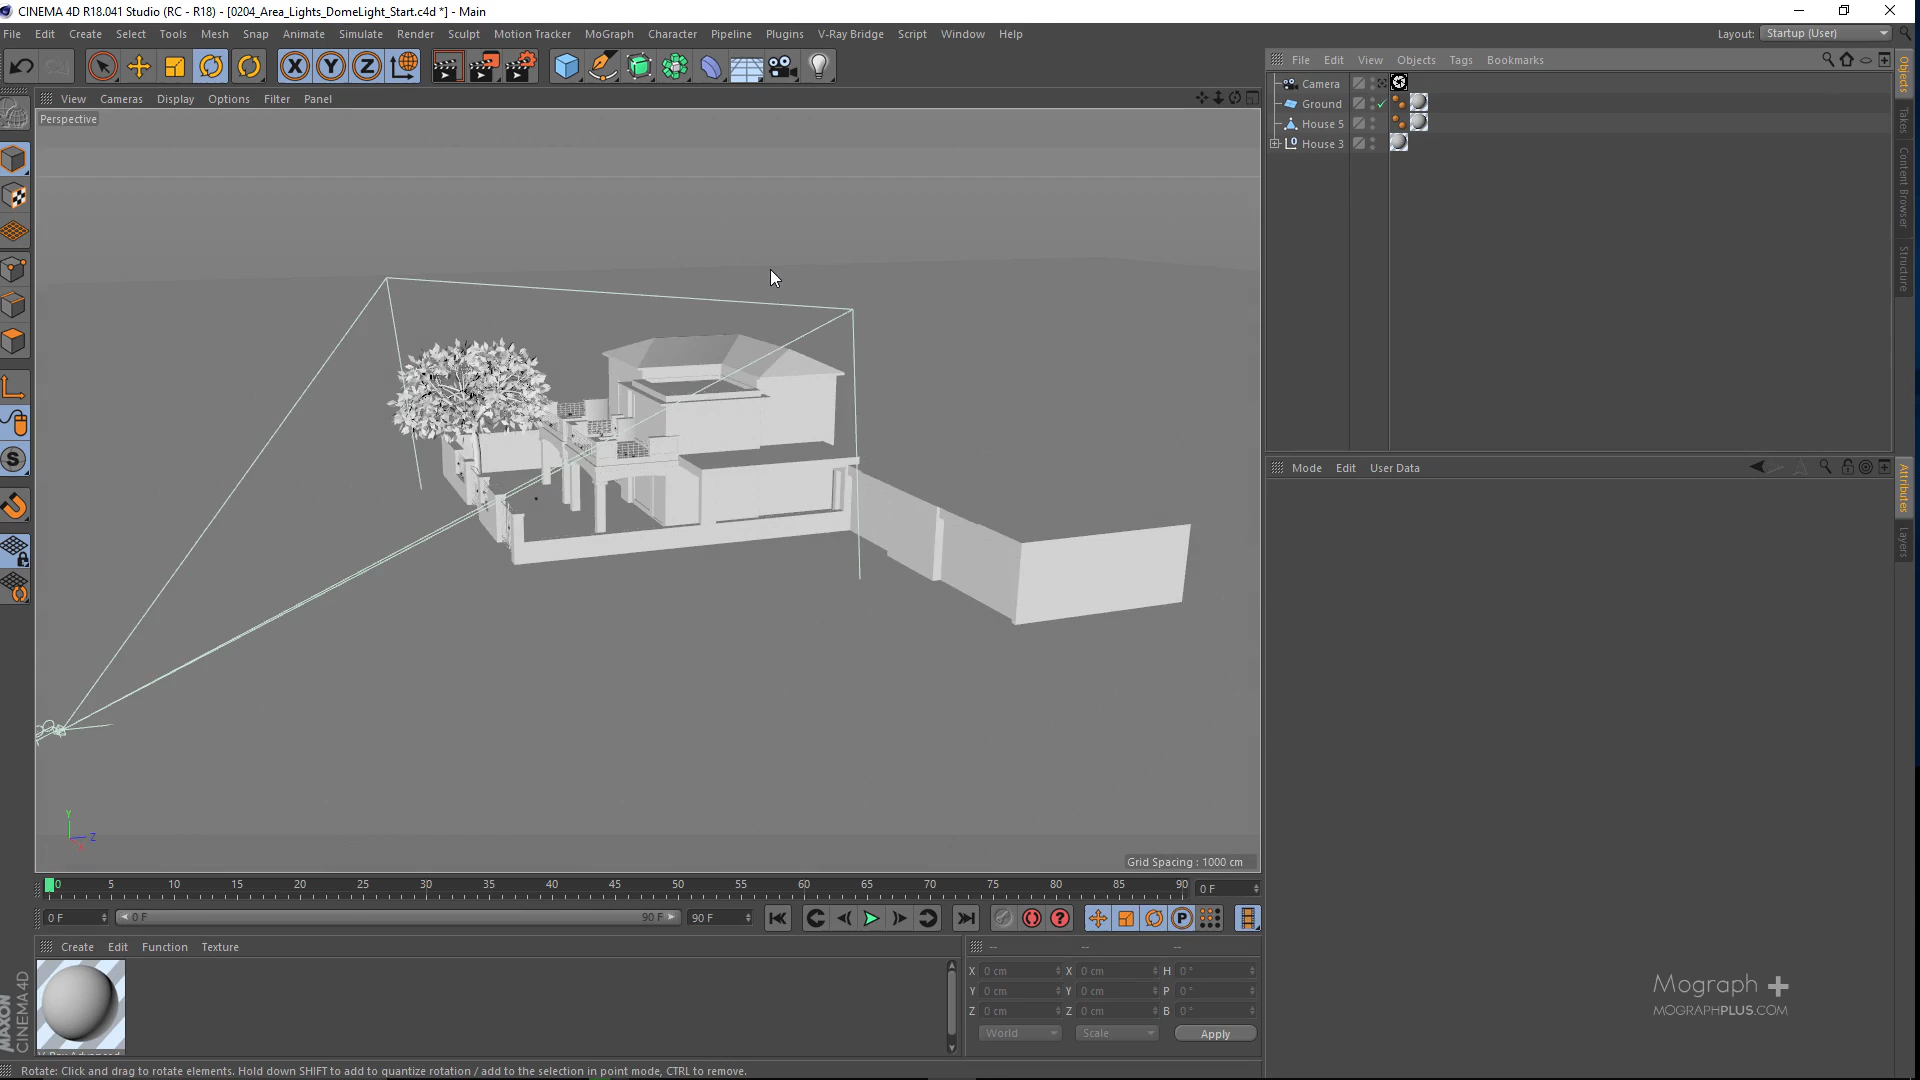 CINEMA 4D R18.041 Studio (RC - R18) - [0204_Area_Lights_DomeLight_Start.c4d *] - Main
File Edit Create Select Tools Mesh Snap Animate Simulate Render Sculpt Motion Tracker MoGraph Character Pipeline Plugins V-Ray Bridge Script Window Help
Layout: Startup (User)
X Y Z
File Edit View Objects Tags Bookmarks
View Cameras Display Options Filter Panel
Perspective
Camera
Ground
House 5
House 3
Objects
Takes
Content Browser
Structure
Mode Edit User Data
Attributes
Layers
Y
Z
Grid Spacing : 1000 cm
0 5 10 15 20 25 30 35 40 45 50 55 60 65 70 75 80 85 90 0 F
0 F 0 F 90 F 90 F
Create Edit Function Texture
-- -- --
X 0 cm X 0 cm H 0 °
Y 0 cm Y 0 cm P 0 °
Z 0 cm Z 0 cm B 0 °
World Scale Apply
MAXON
CINEMA 4D
Mograph +
MOGRAPHPLUS.COM
Rotate: Click and drag to rotate elements. Hold down SHIFT to add to quantize rotation / add to the selection in point mode, CTRL to remove.